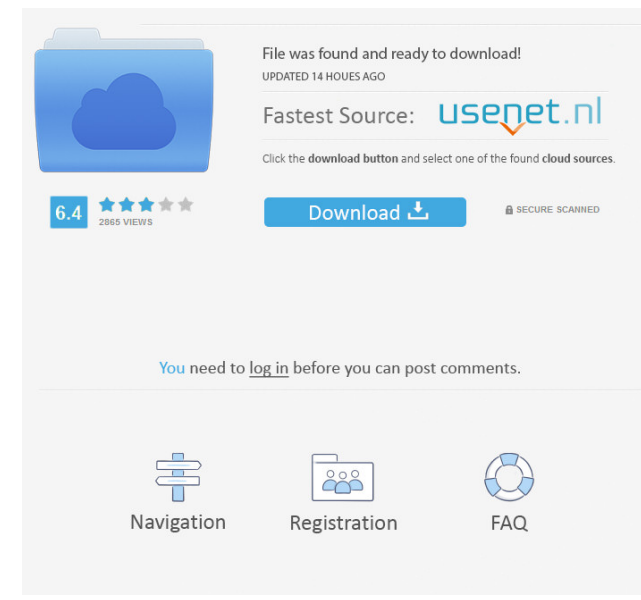 File was found and ready to download!
UPDATED 14 HOUES AGO
Fastest Source: usenet.nl
Click the download button and select one of the found cloud sources.
6.4
2865 VIEWS
Download
SECURE SCANNED
You need to log in before you can post comments.
Navigation
Registration
FAQ